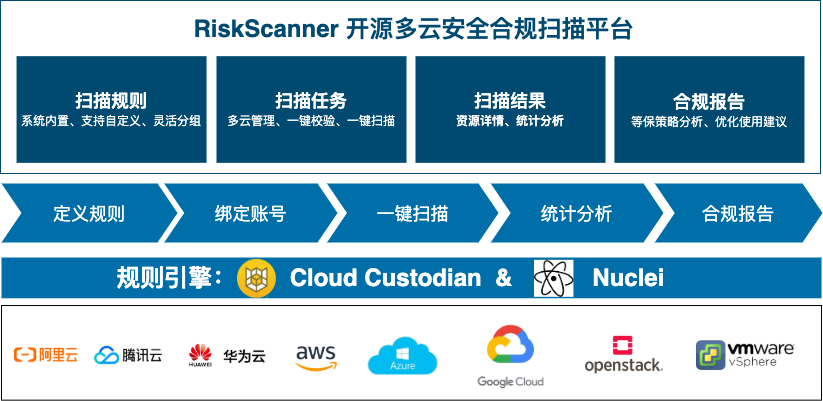 RiskScanner 开源多云安全合规扫描平台
扫描规则
系统内置、支持自定义、灵活分组
扫描任务
多云管理、一键校验、一键扫描
扫描结果
资源详情、统计分析
合规报告
等保策略分析、优化使用建议
定义规则
绑定账号
一键扫描
统计分析
合规报告
规则引擎：
Cloud Custodian &
Nuclei
阿里云
腾讯云
HUAWEI
华为云
aws
Azure
Google Cloud
openstack.
vmware
vSphere